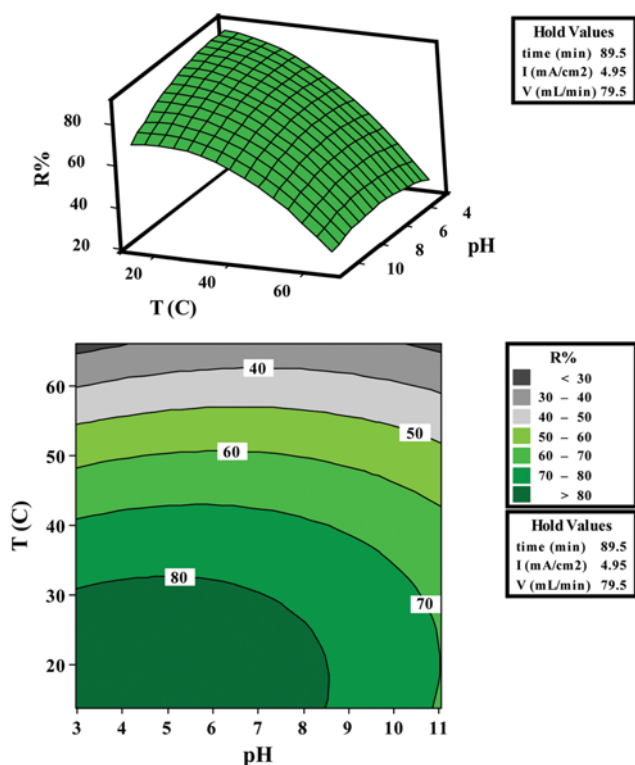 Hold Values
time (min) 89.5
I (mA/cm2) 4.95
V (mL/min) 79.5
80
60
40
20
R%
20
40
60
T (C)
10
8
6
4
pH
60
50
40
30
20
T (C)
40
50
60
80
70
3 4 5 6 7 8 9 10 11
pH
R%
< 30
30 – 40
40 – 50
50 – 60
60 – 70
70 – 80
> 80
Hold Values
time (min) 89.5
I (mA/cm2) 4.95
V (mL/min) 79.5